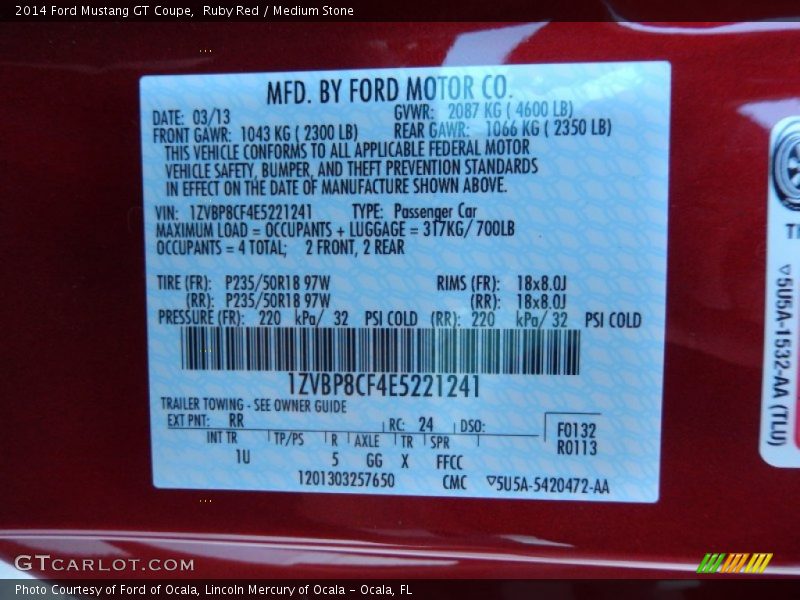 2014 Ford Mustang GT Coupe,  Ruby Red / Medium Stone
MFD. BY FORD MOTOR CO.
DATE: 03/13 GVWR: 2087 KG ( 4600 LB)
FRONT GAWR: 1043 KG ( 2300 LB) REAR GAWR: 1066 KG ( 2350 LB)
THIS VEHICLE CONFORMS TO ALL APPLICABLE FEDERAL MOTOR
VEHICLE SAFETY, BUMPER, AND THEFT PREVENTION STANDARDS
IN EFFECT ON THE DATE OF MANUFACTURE SHOWN ABOVE.
VIN: 1ZVBP8CF4E5221241 TYPE: Passenger Car
MAXIMUM LOAD = OCCUPANTS + LUGGAGE = 317KG/ 700LB
OCCUPANTS = 4 TOTAL; 2 FRONT, 2 REAR
TIRE (FR): P235/50R18 97W RIMS (FR): 18x8.0J
(RR): P235/50R18 97W (RR): 18x8.0J
PRESSURE (FR): 220 kPa/ 32 PSI COLD (RR): 220 kPa/ 32 PSI COLD
1ZVBP8CF4E5221241
TRAILER TOWING - SEE OWNER GUIDE
EXT PNT: RR RC: 24 DSO: F0132
INT TR TP/PS R AXLE TR SPR R0113
1U 5 GG X FFCC
1201303257650 CMC ▽5U5A-5420472-AA
▽5U5A-1532-AA (TLU)
GTCARLOT.COM
Photo Courtesy of Ford of Ocala, Lincoln Mercury of Ocala - Ocala, FL